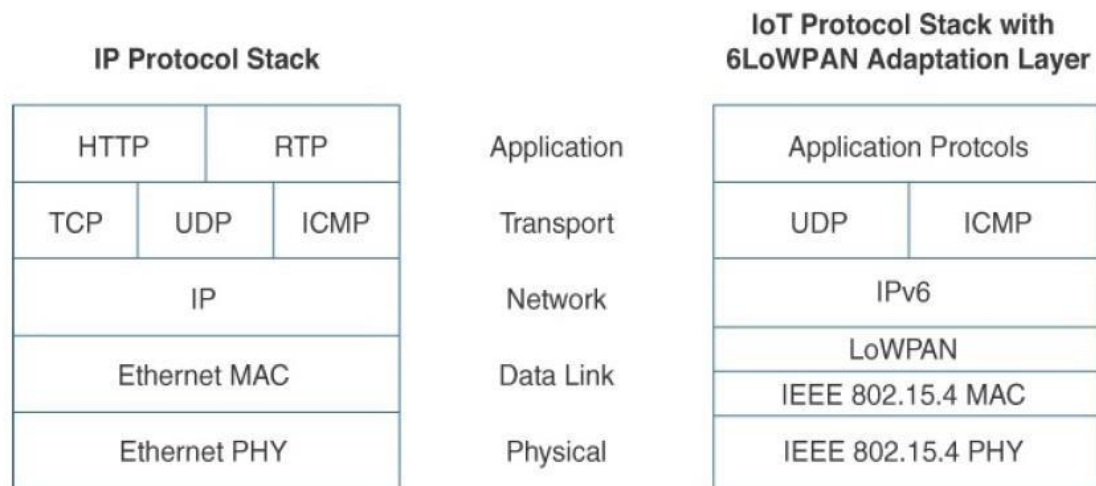 IP Protocol Stack
IoT Protocol Stack with
6LoWPAN Adaptation Layer
HTTP RTP Application Application Protcols
TCP UDP ICMP Transport UDP ICMP
IP Network IPv6
Ethernet MAC Data Link LoWPAN
IEEE 802.15.4 MAC
Ethernet PHY Physical IEEE 802.15.4 PHY